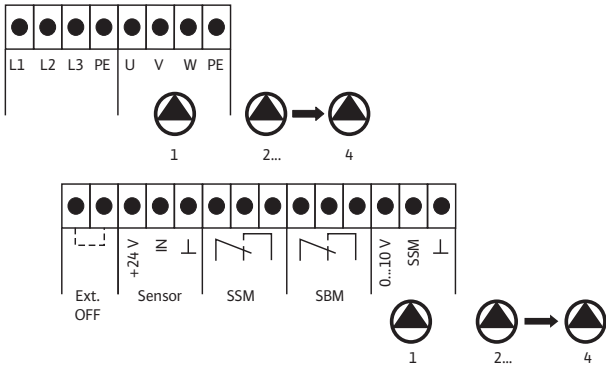 L1 L2 L3 PE U V W PE
1 2... 4
+24 V IN 0...10 V SSM
Ext. OFF Sensor SSM SBM
1 2... 4